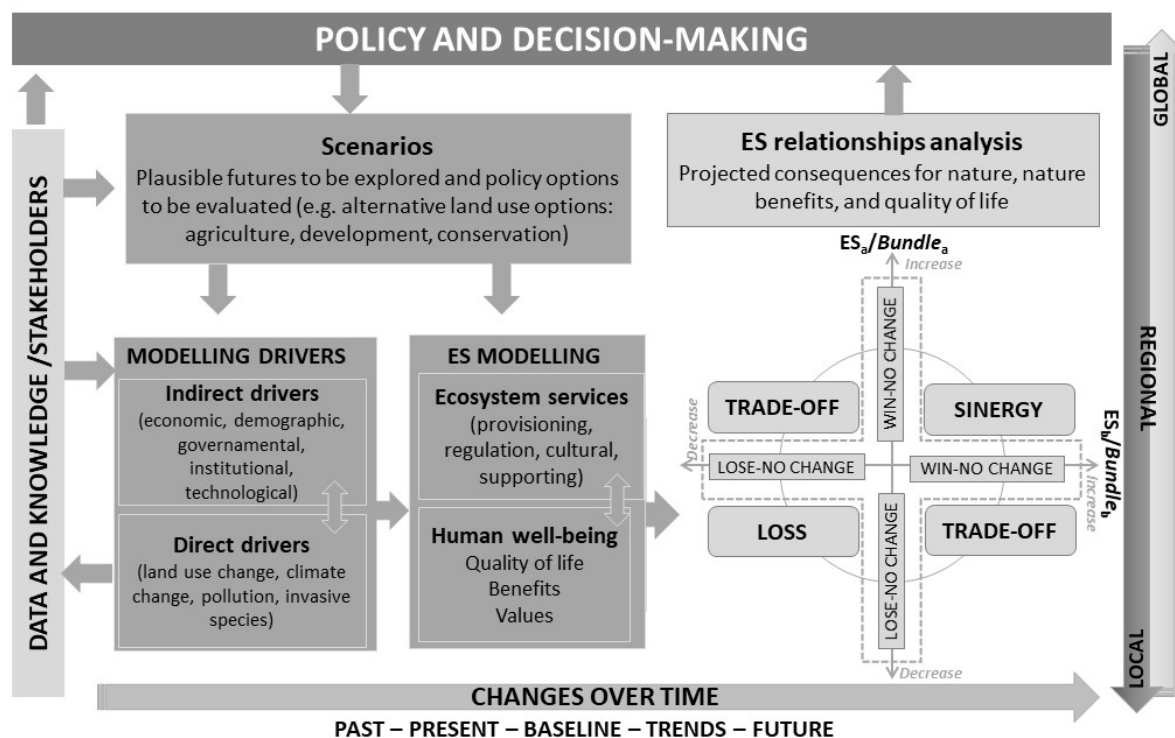 POLICY AND DECISION-MAKING
DATA AND KNOWLEDGE /STAKEHOLDERS
Scenarios
Plausible futures to be explored and policy options
to be evaluated (e.g. alternative land use options:
agriculture, development, conservation)
MODELLING DRIVERS
Indirect drivers
(economic, demographic,
governamental,
institutional,
technological)
Direct drivers
(land use change, climate
change, pollution, invasive
species)
ES MODELLING
Ecosystem services
(provisioning,
regulation, cultural,
supporting)
Human well-being
Quality of life
Benefits
Values
ES relationships analysis
Projected consequences for nature, nature
benefits, and quality of life
ESa/Bundlea
Increase
WIN-NO CHANGE
TRADE-OFF
SINERGY
Decrease
LOSE-NO CHANGE
WIN-NO CHANGE
ESb/Bundleb
Increase
LOSS
LOSE-NO CHANGE
TRADE-OFF
Decrease
GLOBAL
REGIONAL
LOCAL
CHANGES OVER TIME
PAST – PRESENT – BASELINE – TRENDS – FUTURE